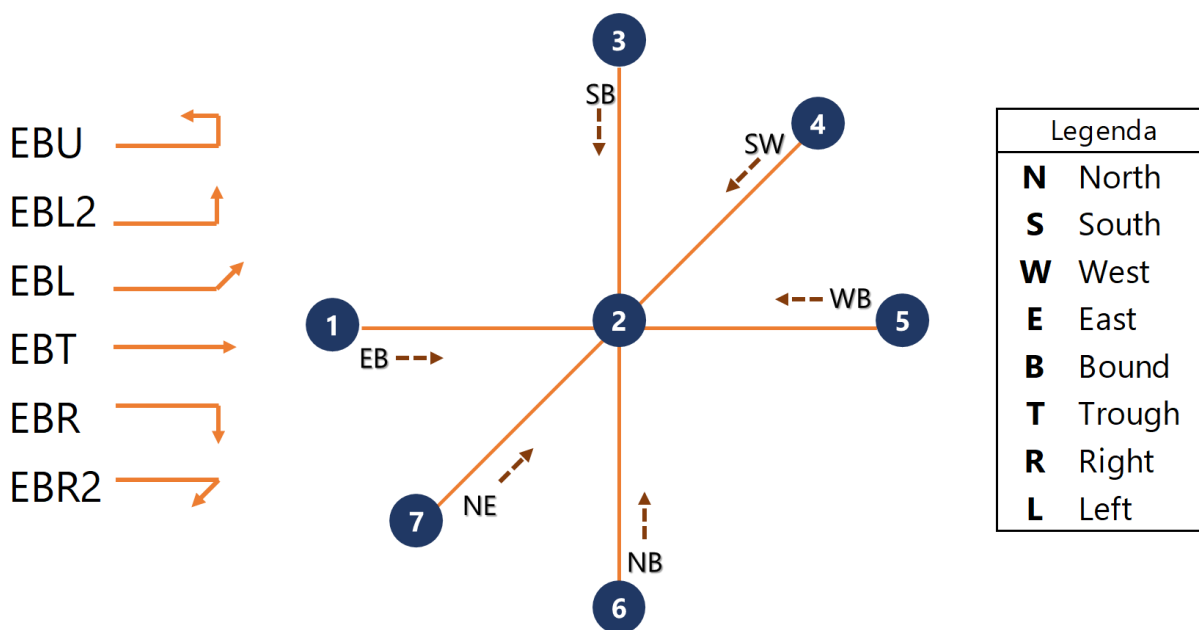 EBU
EBL2
EBL
EBT
EBR
EBR2
3
SB
4
SW
1
EB
2
WB
5
7
NE
NB
6
Legenda
N North
S South
W West
E East
B Bound
T Trough
R Right
L Left